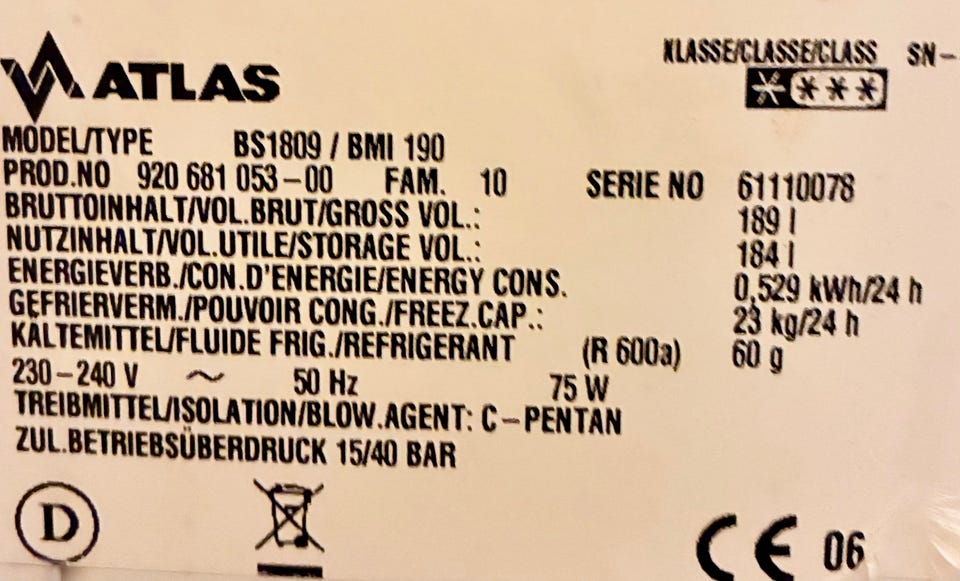 ATLAS
KLASSE/CLASSE/CLASS SN-
MODEL/TYPE BS1809 / BMI 190
PROD.NO 920 681 053-00 FAM. 10 SERIE NO 61110078
BRUTTOINHALT/VOL.BRUT/GROSS VOL.: 189 l
NUTZINHALT/VOL.UTILE/STORAGE VOL.: 184 l
ENERGIEVERB./CON.D'ENERGIE/ENERGY CONS. 0,529 kWh/24 h
GEFRIERVERM./POUVOIR CONG./FREEZ.CAP.: 23 kg/24 h
KÄLTEMITTEL/FLUIDE FRIG./REFRIGERANT (R 600a) 60 g
230-240 V ~ 50 Hz 75 W
TREIBMITTEL/ISOLATION/BLOW.AGENT: C-PENTAN
ZUL.BETRIEBSÜBERDRUCK 15/40 BAR
D
CE 06